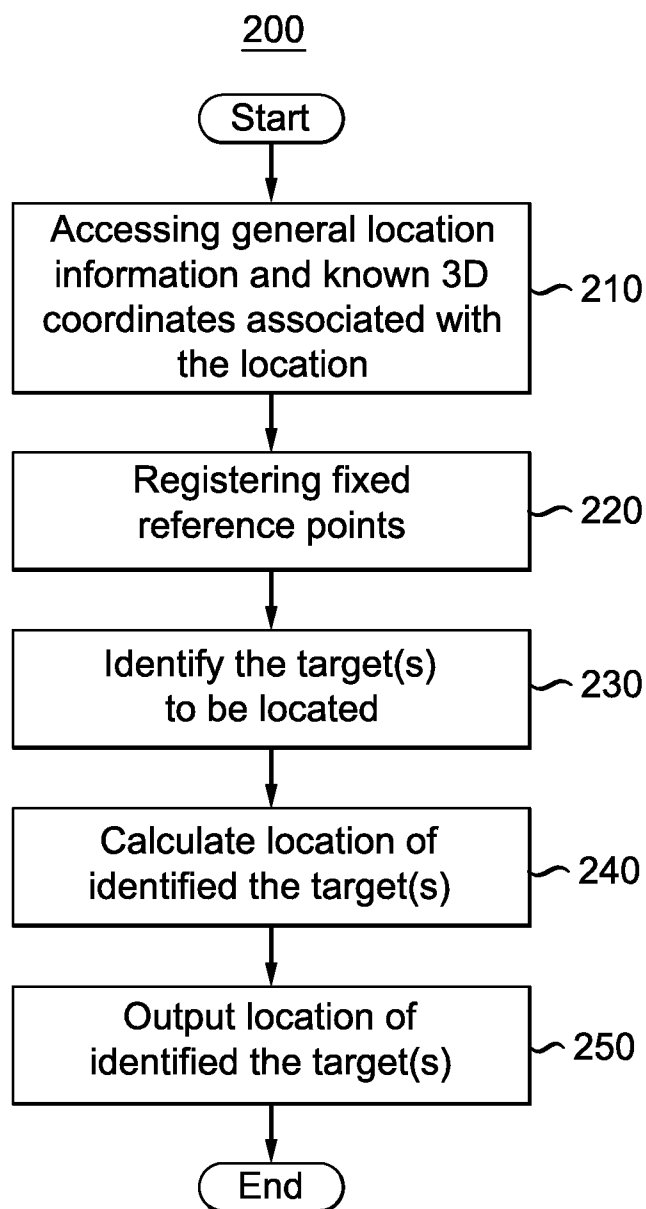 200
Start
Accessing general location
information and known 3D
coordinates associated with
the location
210
Registering fixed
reference points
220
Identify the target(s)
to be located
230
Calculate location of
identified the target(s)
240
Output location of
identified the target(s)
250
End